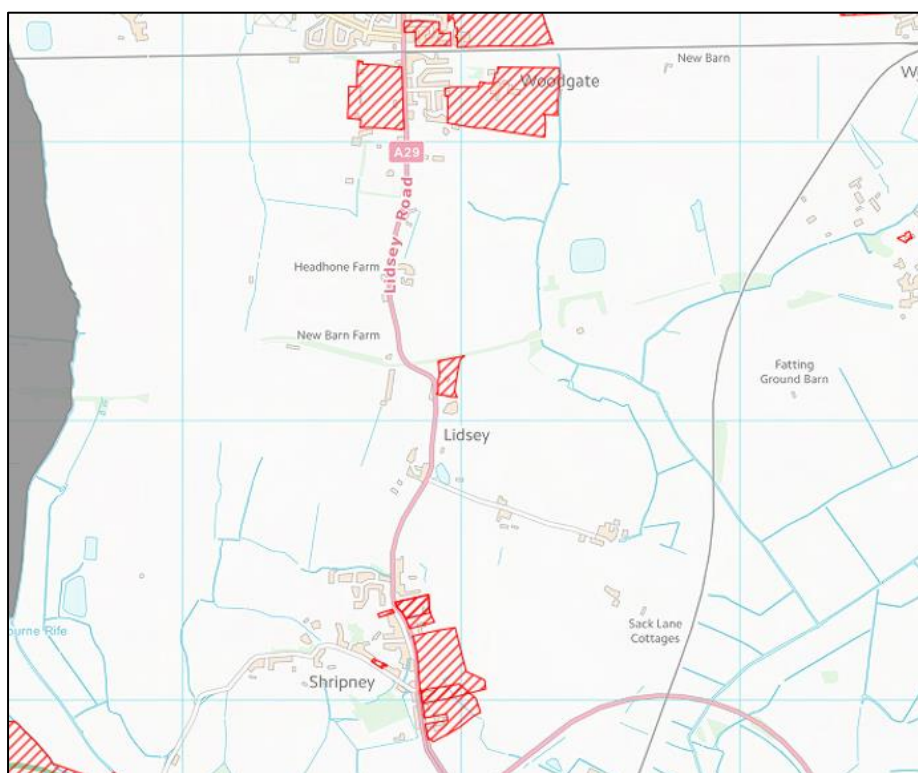 New Barn
Woodgate
W
A29
Lidsey Road
Headhone Farm
New Barn Farm
Fatting
Ground Barn
Lidsey
Sack Lane
Cottages
ourne Rife
Shripney